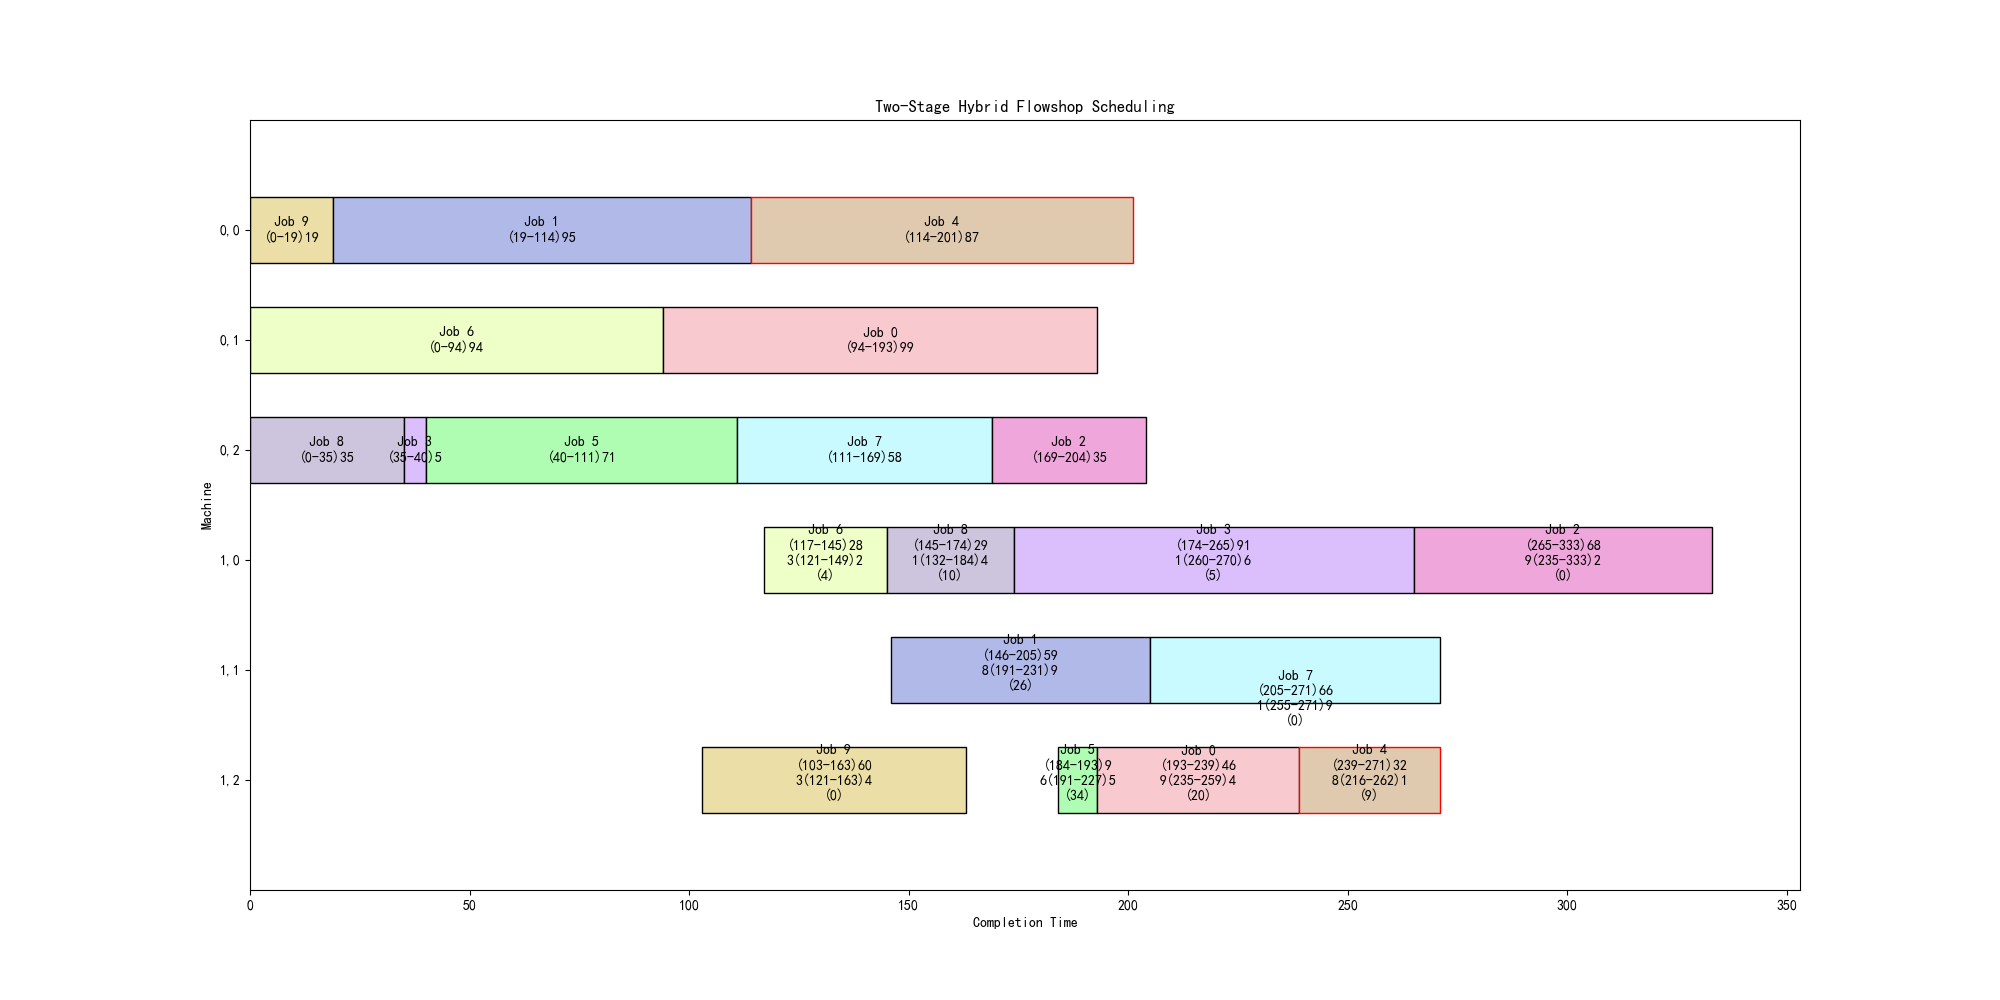 Two-Stage Hybrid Flowshop Scheduling
Machine
0,0
Job 9
(0-19)19
Job 1
(19-114)95
Job 4
(114-201)87
0,1
Job 6
(0-94)94
Job 0
(94-193)99
0,2
Job 8
(0-35)35
Job 3
(35-40)5
Job 5
(40-111)71
Job 7
(111-169)58
Job 2
(169-204)35
1,0
Job 6
(117-145)28
3(121-149)2
(4)
Job 8
(145-174)29
1(132-184)4
(10)
Job 3
(174-265)91
1(260-270)6
(5)
Job 2
(265-333)68
9(235-333)2
(0)
1,1
Job 1
(146-205)59
8(191-231)9
(26)
Job 7
(205-271)66
1(255-271)9
(0)
1,2
Job 9
(103-163)60
3(121-163)4
(0)
Job 5
(184-193)9
6(191-227)5
(34)
Job 0
(193-239)46
9(235-259)4
(20)
Job 4
(239-271)32
8(216-262)1
(9)
0
50
100
150
200
250
300
350
Completion Time